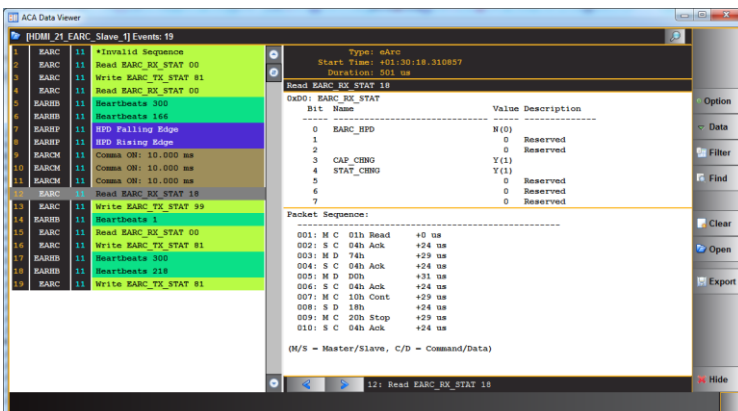 ACA Data Viewer
[HDMI_21_EARC_Slave_1] Events: 19
1 EARC 11 *Invalid Sequence
2 EARC 11 Read EARC_RX_STAT 00
3 EARC 11 Write EARC_TX_STAT 81
4 EARC 11 Read EARC_RX_STAT 00
5 EARHB 11 Heartbeats 300
6 EARHB 11 Heartbeats 166
7 EARHP 11 HPD Falling Edge
8 EARHP 11 HPD Rising Edge
9 EARCM 11 Comma ON: 10.000 ms
10 EARCM 11 Comma ON: 10.000 ms
11 EARCM 11 Comma ON: 10.000 ms
12 EARC 11 Read EARC_RX_STAT 18
13 EARC 11 Write EARC_TX_STAT 99
14 EARHB 11 Heartbeats 1
15 EARC 11 Read EARC_RX_STAT 00
16 EARC 11 Write EARC_TX_STAT 81
17 EARHB 11 Heartbeats 300
18 EARHB 11 Heartbeats 218
19 EARC 11 Write EARC_TX_STAT 81
Type: eArc
Start Time: +01:30:18.310857
Duration: 501 us
Read EARC_RX_STAT 18
0xD0: EARC_RX_STAT
Bit Name Value Description
----- ------------------------------ ----- --------------
0 EARC_HPD N(0)
1 0 Reserved
2 0 Reserved
3 CAP_CHNG Y(1)
4 STAT_CHNG Y(1)
5 0 Reserved
6 0 Reserved
7 0 Reserved
Packet Sequence:
------------------------------------------------------
001: M C 01h Read +0 us
002: S C 04h Ack +24 us
003: M D 74h +29 us
004: S C 04h Ack +24 us
005: M D D0h +31 us
006: S C 04h Ack +24 us
007: M C 10h Cont +29 us
008: S D 18h +24 us
009: M C 20h Stop +29 us
010: S C 04h Ack +24 us
(M/S = Master/Slave, C/D = Command/Data)
12: Read EARC_RX_STAT 18
Option
Data
Filter
Find
Clear
Open
Export
Hide